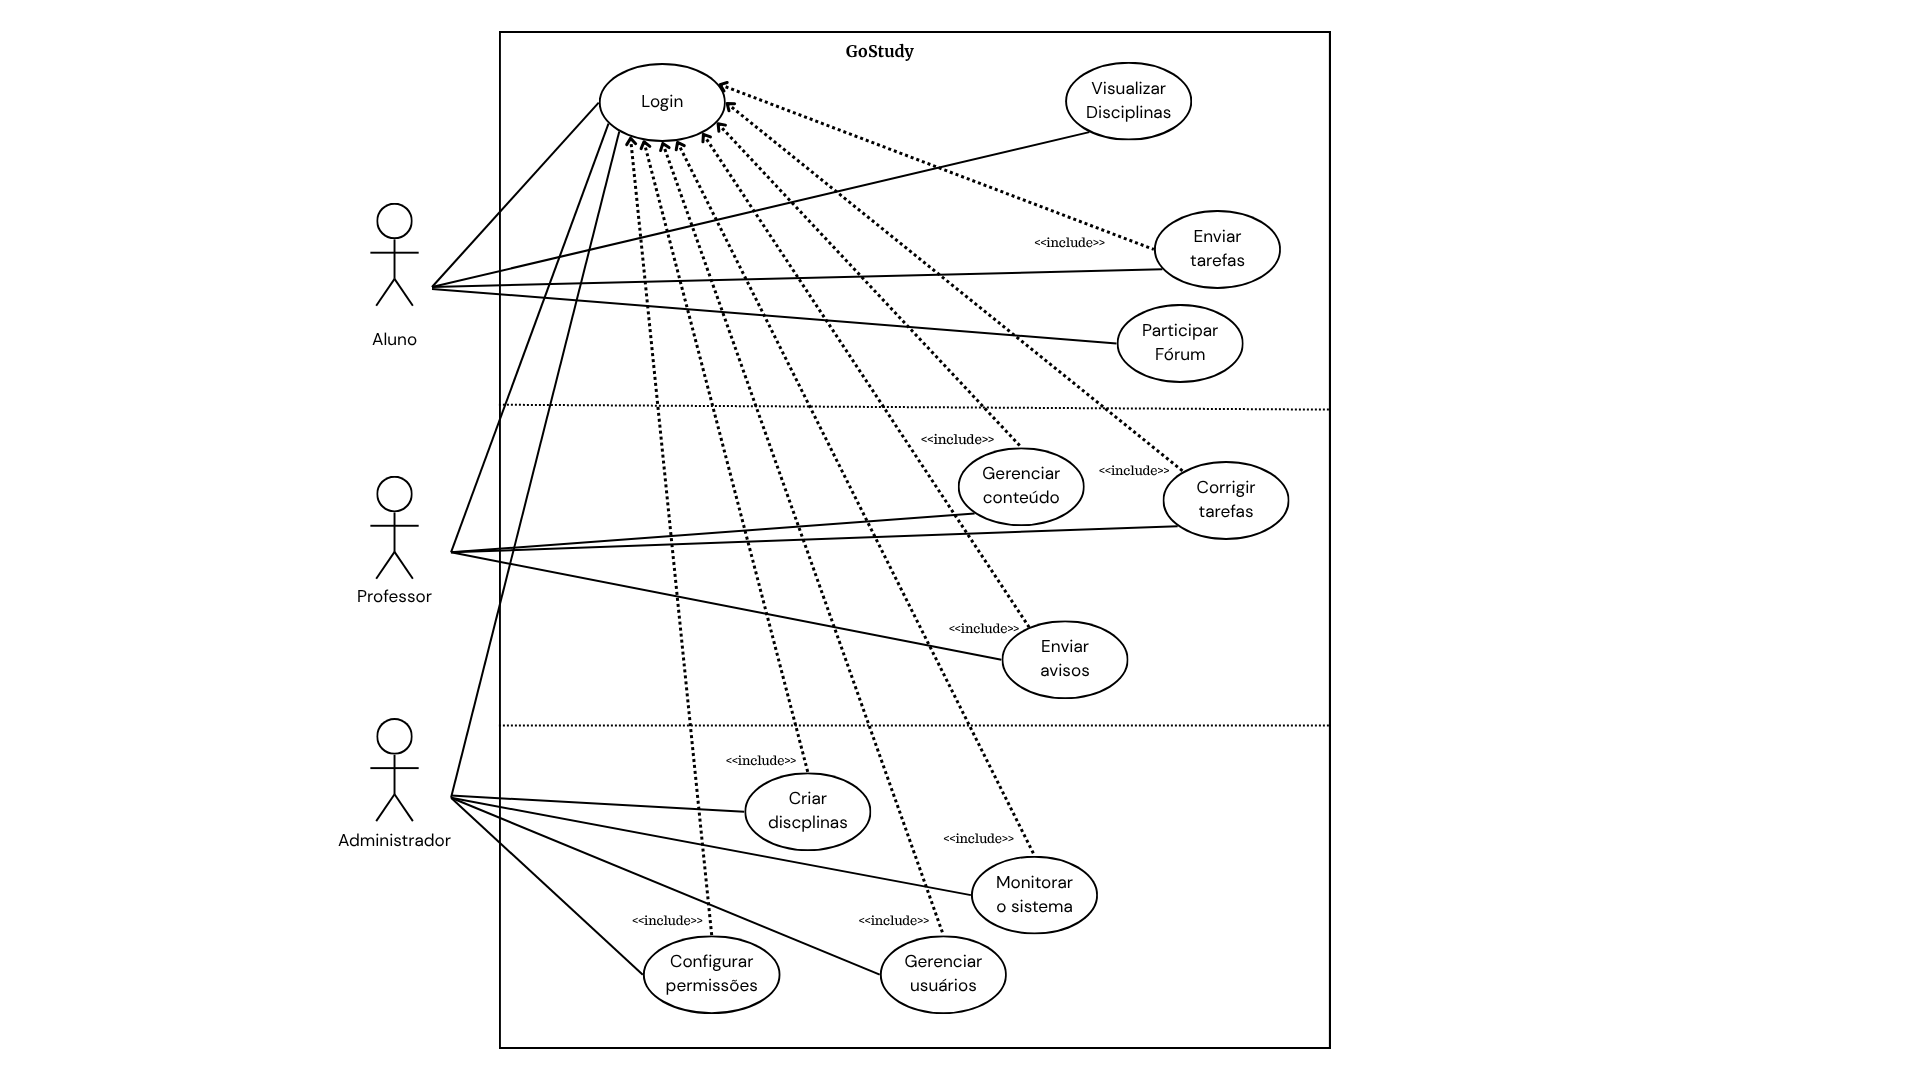 GoStudy
Login
Visualizar
Disciplinas
Enviar
tarefas
<<include>>
Participar
Fórum
Aluno
<<include>>
Gerenciar
conteúdo
<<include>>
Corrigir
tarefas
Professor
<<include>>
Enviar
avisos
Administrador
<<include>>
Criar
discplinas
<<include>>
Monitorar
o sistema
<<include>>
Configurar
permissões
<<include>>
Gerenciar
usuários